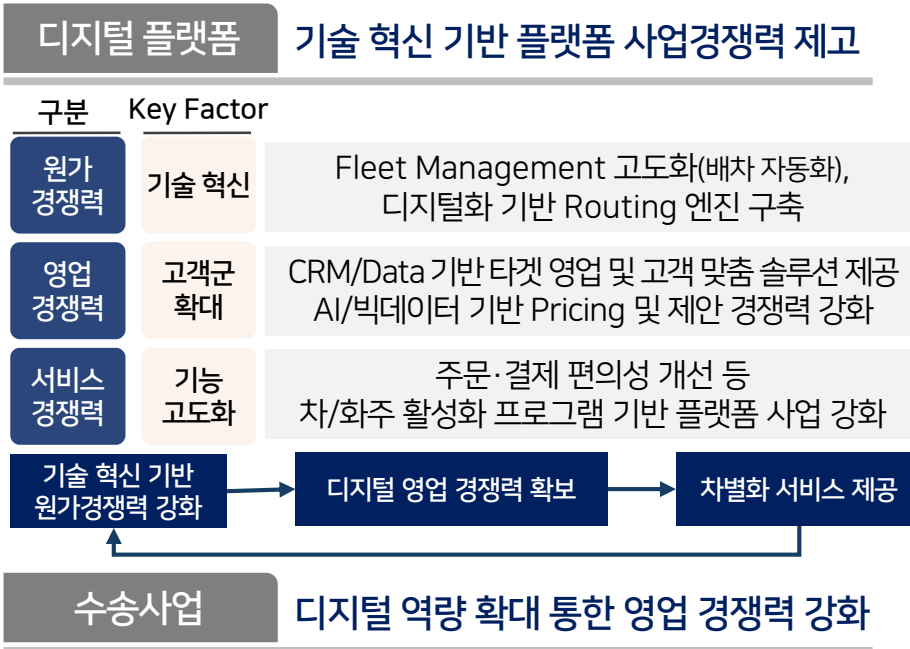 디지털 플랫폼
기술 혁신 기반 플랫폼 사업경쟁력 제고
구분
Key Factor
원가
경쟁력
기술 혁신
Fleet Management 고도화(배차 자동화),
디지털화 기반 Routing 엔진 구축
영업
경쟁력
고객군
확대
CRM/Data 기반 타겟 영업 및 고객 맞춤 솔루션 제공
AI/빅데이터 기반 Pricing 및 제안 경쟁력 강화
서비스
경쟁력
기능
고도화
주문·결제 편의성 개선 등
차/화주 활성화 프로그램 기반 플랫폼 사업 강화
기술 혁신 기반
원가경쟁력 강화
디지털 영업 경쟁력 확보
차별화 서비스 제공
수송사업
디지털 역량 확대 통한 영업 경쟁력 강화